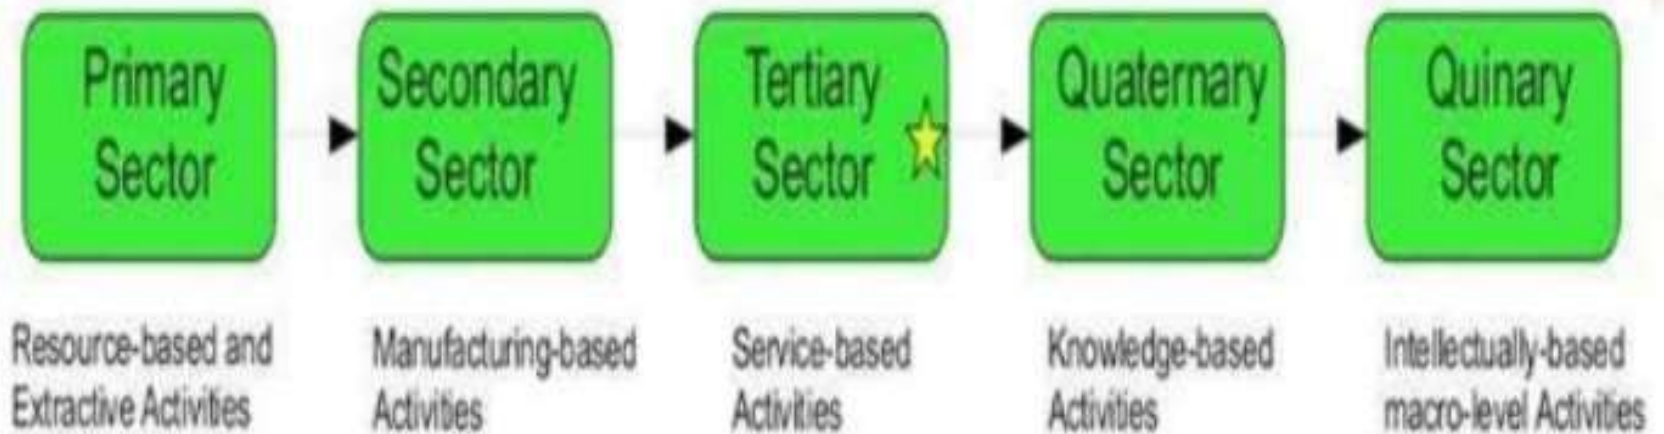 Primary
Sector
Secondary
Sector
Tertiary
Sector
Quaternary
Sector
Quinary
Sector
Resource-based and
Extractive Activities
Manufacturing-based
Activities
Service-based
Activities
Knowledge-based
Activities
Intellectually-based
macro-level Activities